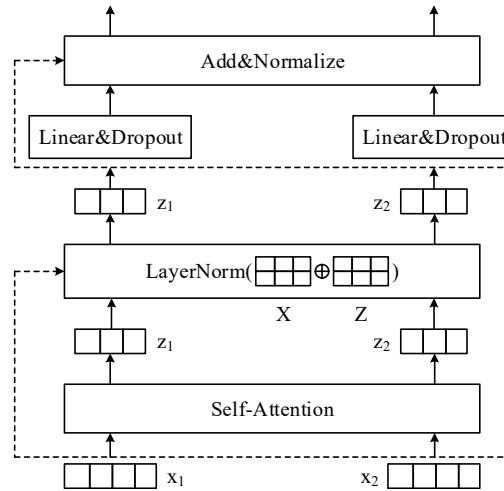 Add&Normalize
Linear&Dropout Linear&Dropout
z1 z2
LayerNorm( ⊕ )
X Z
z1 z2
Self-Attention
x1 x2